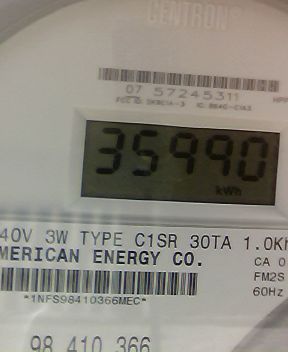 CENTRON®
07 57245311
35990
kWh
40V 3W TYPE C1SR 30TA 1.0Kh
MERICAN ENERGY CO.
CA 0
FM2S
*1NFS98410366MEC*
60Hz
98 410 366